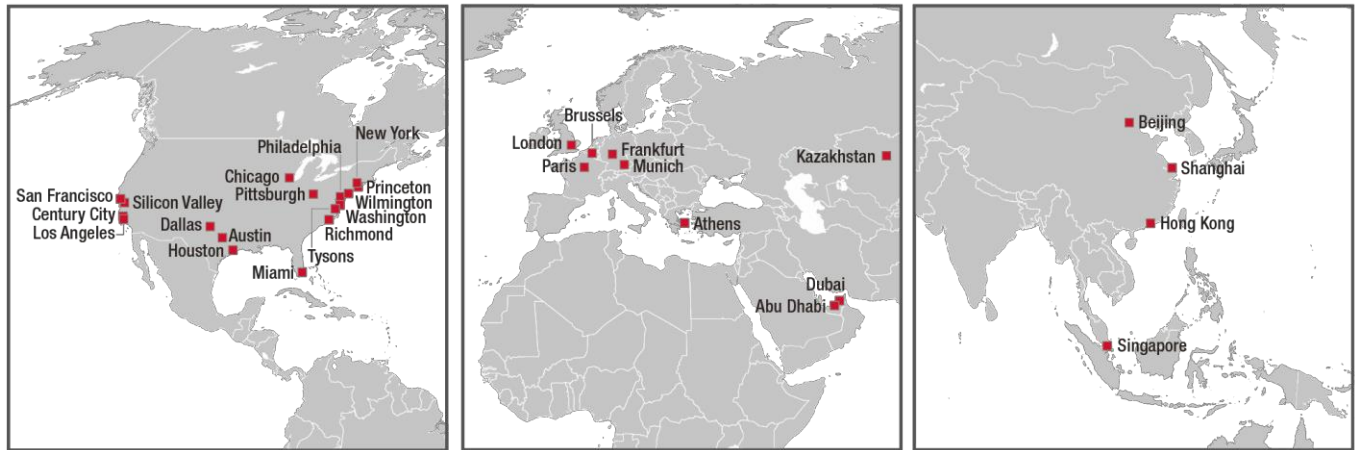 New York
Philadelphia
Chicago
Pittsburgh
Princeton
San Francisco
Silicon Valley
Wilmington
Century City
Washington
Los Angeles
Dallas
Richmond
Austin
Houston
Tysons
Miami
Brussels
London
Frankfurt
Paris
Munich
Kazakhstan
Athens
Dubai
Abu Dhabi
Beijing
Shanghai
Hong Kong
Singapore